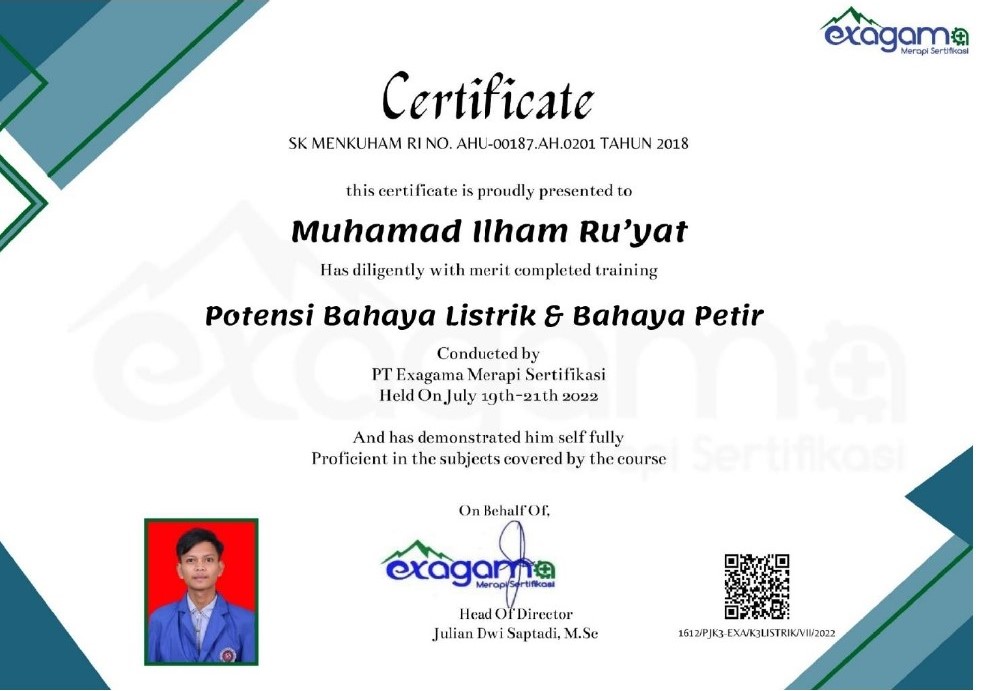 exagama
Merapi Sertifikasi
Certificate
SK MENKUHAM RI NO. AHU-00187.AH.0201 TAHUN 2018
this certificate is proudly presented to
Muhamad Ilham Ru'yat
Has diligently with merit completed training
Potensi Bahaya Listrik & Bahaya Petir
Conducted by
PT Exagama Merapi Sertifikasi
Held On July 19th-21th 2022
And has demonstrated him self fully
Proficient in the subjects covered by the course
exagama
Merapi Sertifikasi
On Behalf Of,
exagama
Merapi Sertifikasi
Head Of Director
Julian Dwi Saptadi, M.Sc
1612/PJK3-EXA/K3LISTRIK/VII/2022